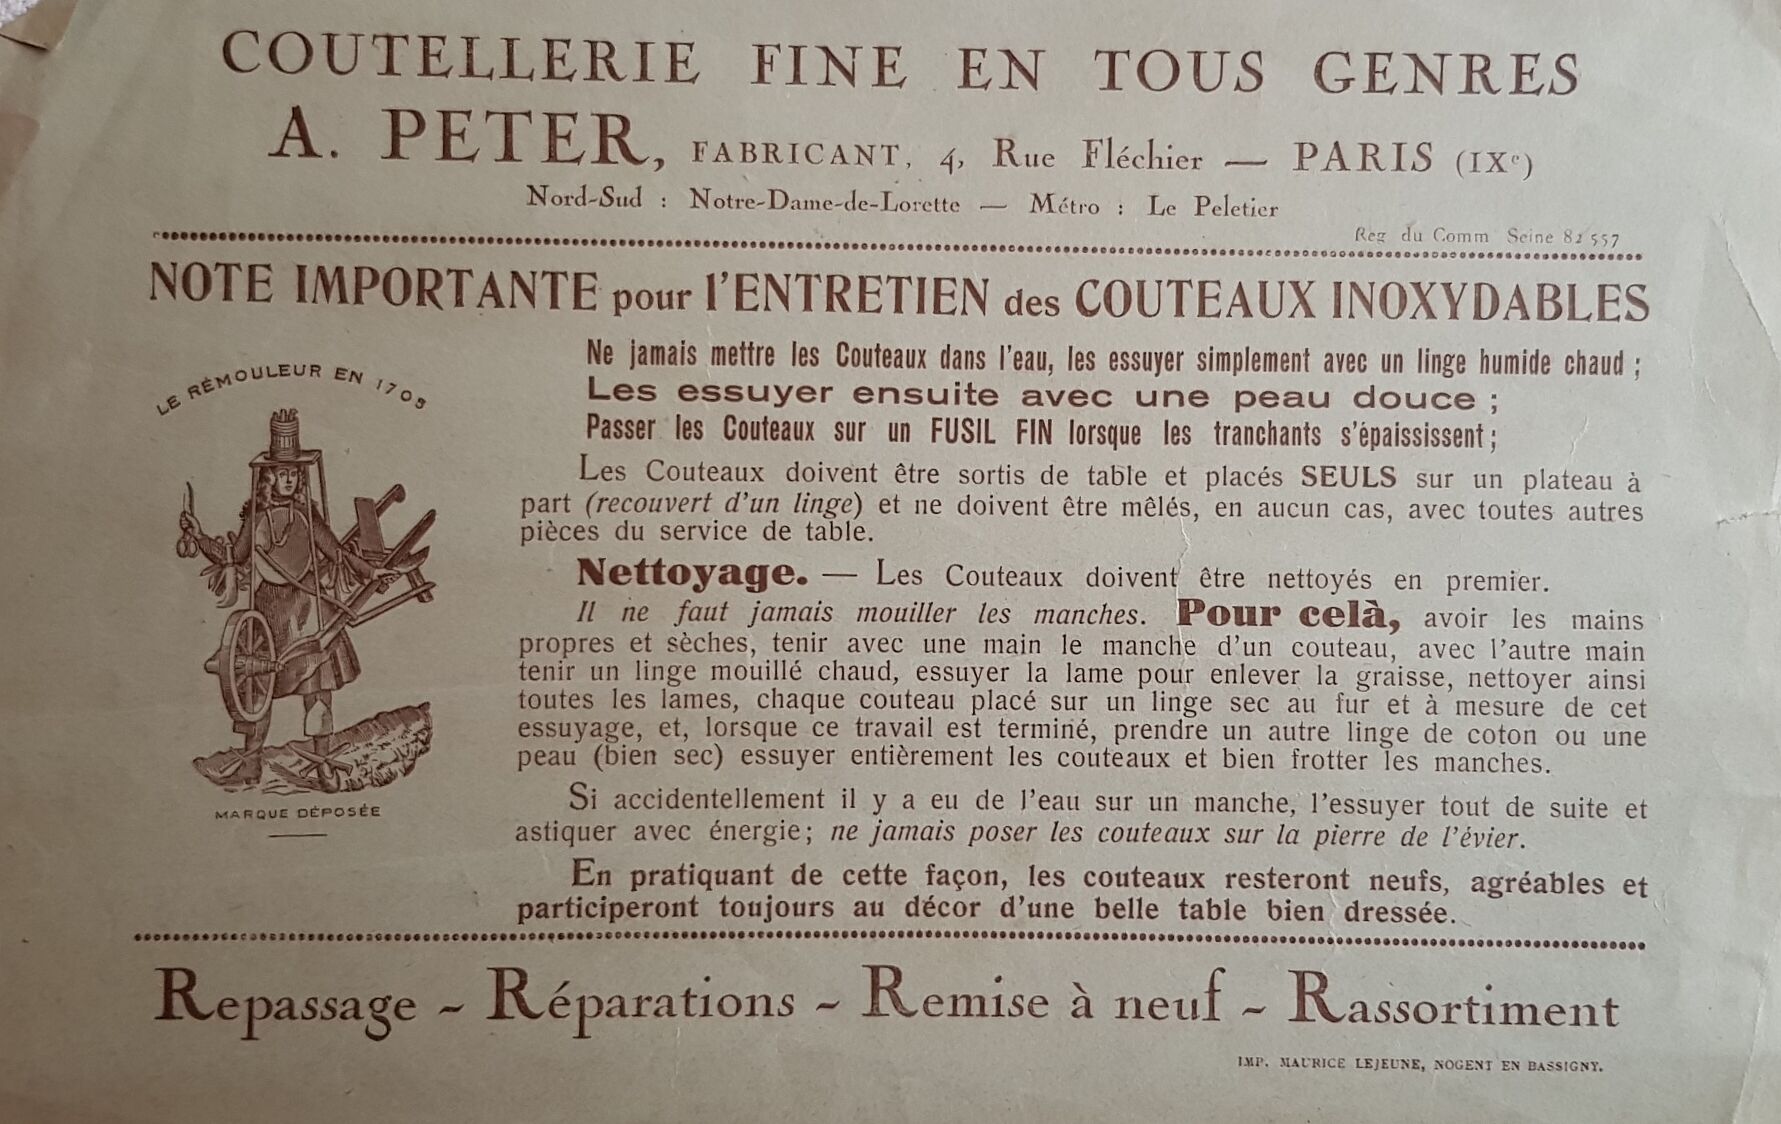 COUTELLERIE FINE EN TOUS GENRES
A. PETER, FABRICANT, 4, Rue Fléchier — PARIS (IXe)
Nord-Sud : Notre-Dame-de-Lorette — Métro : Le Peletier
Reg du Comm Seine 82 557
NOTE IMPORTANTE pour l'ENTRETIEN des COUTEAUX INOXYDABLES
LE RÉMOULEUR EN 1705
MARQUE DÉPOSÉE
Ne jamais mettre les Couteaux dans l'eau, les essuyer simplement avec un linge humide chaud ;
Les essuyer ensuite avec une peau douce ;
Passer les Couteaux sur un FUSIL FIN lorsque les tranchants s'épaississent ;
Les Couteaux doivent être sortis de table et placés SEULS sur un plateau à
part (recouvert d'un linge) et ne doivent être mêlés, en aucun cas, avec toutes autres
pièces du service de table.
Nettoyage. — Les Couteaux doivent être nettoyés en premier.
Il ne faut jamais mouiller les manches. Pour celà, avoir les mains
propres et sèches, tenir avec une main le manche d'un couteau, avec l'autre main
tenir un linge mouillé chaud, essuyer la lame pour enlever la graisse, nettoyer ainsi
toutes les lames, chaque couteau placé sur un linge sec au fur et à mesure de cet
essuyage, et, lorsque ce travail est terminé, prendre un autre linge de coton ou une
peau (bien sec) essuyer entièrement les couteaux et bien frotter les manches.
Si accidentellement il y a eu de l'eau sur un manche, l'essuyer tout de suite et
astiquer avec énergie ; ne jamais poser les couteaux sur la pierre de l'évier.
En pratiquant de cette façon, les couteaux resteront neufs, agréables et
participeront toujours au décor d'une belle table bien dressée.
Repassage ~ Réparations ~ Remise à neuf ~ Rassortiment
IMP. MAURICE LEJEUNE, NOGENT EN BASSIGNY.